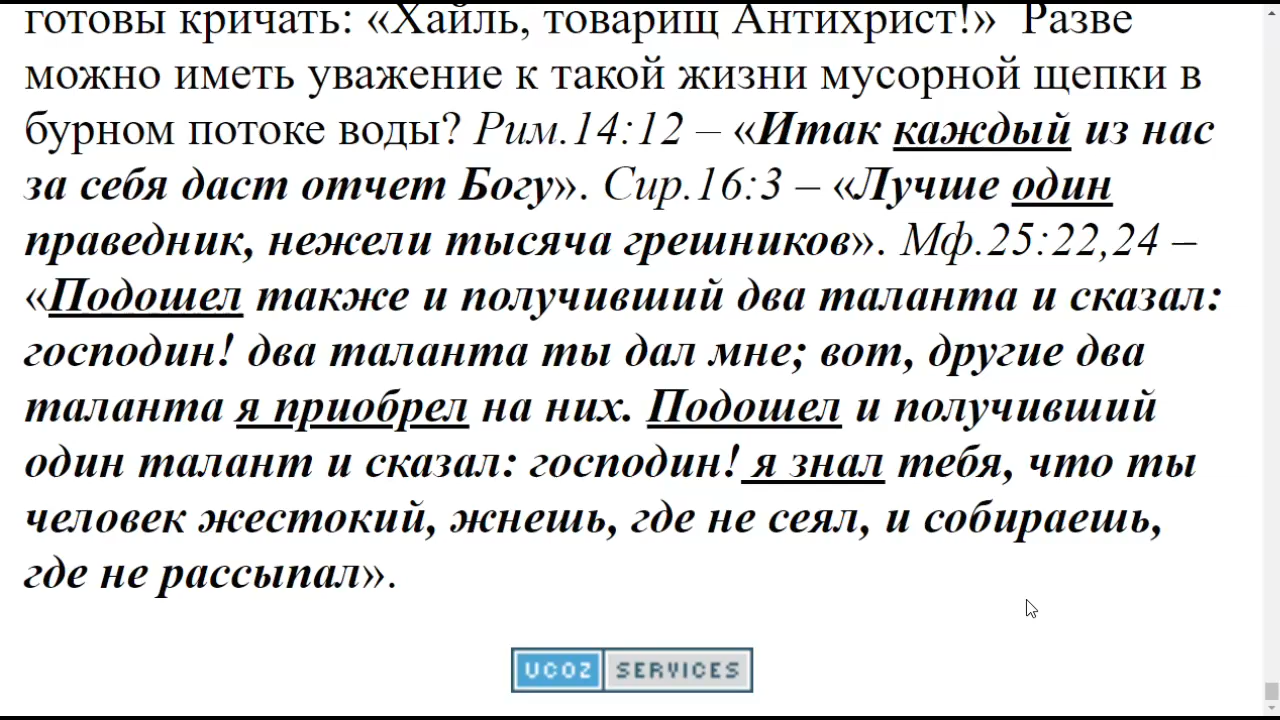 готовы кричать: «Хайль, товарищ Антихрист!» Разве
можно иметь уважение к такой жизни мусорной щепки в
бурном потоке воды? Рим.14:12 – «Итак каждый из нас
за себя даст отчет Богу». Сир.16:3 – «Лучше один
праведник, нежели тысяча грешников». Мф.25:22,24 –
«Подошел также и получивший два таланта и сказал:
господин! два таланта ты дал мне; вот, другие два
таланта я приобрел на них. Подошел и получивший
один талант и сказал: господин! я знал тебя, что ты
человек жестокий, жнешь, где не сеял, и собираешь,
где не рассыпал».
UCOZ SERVICES